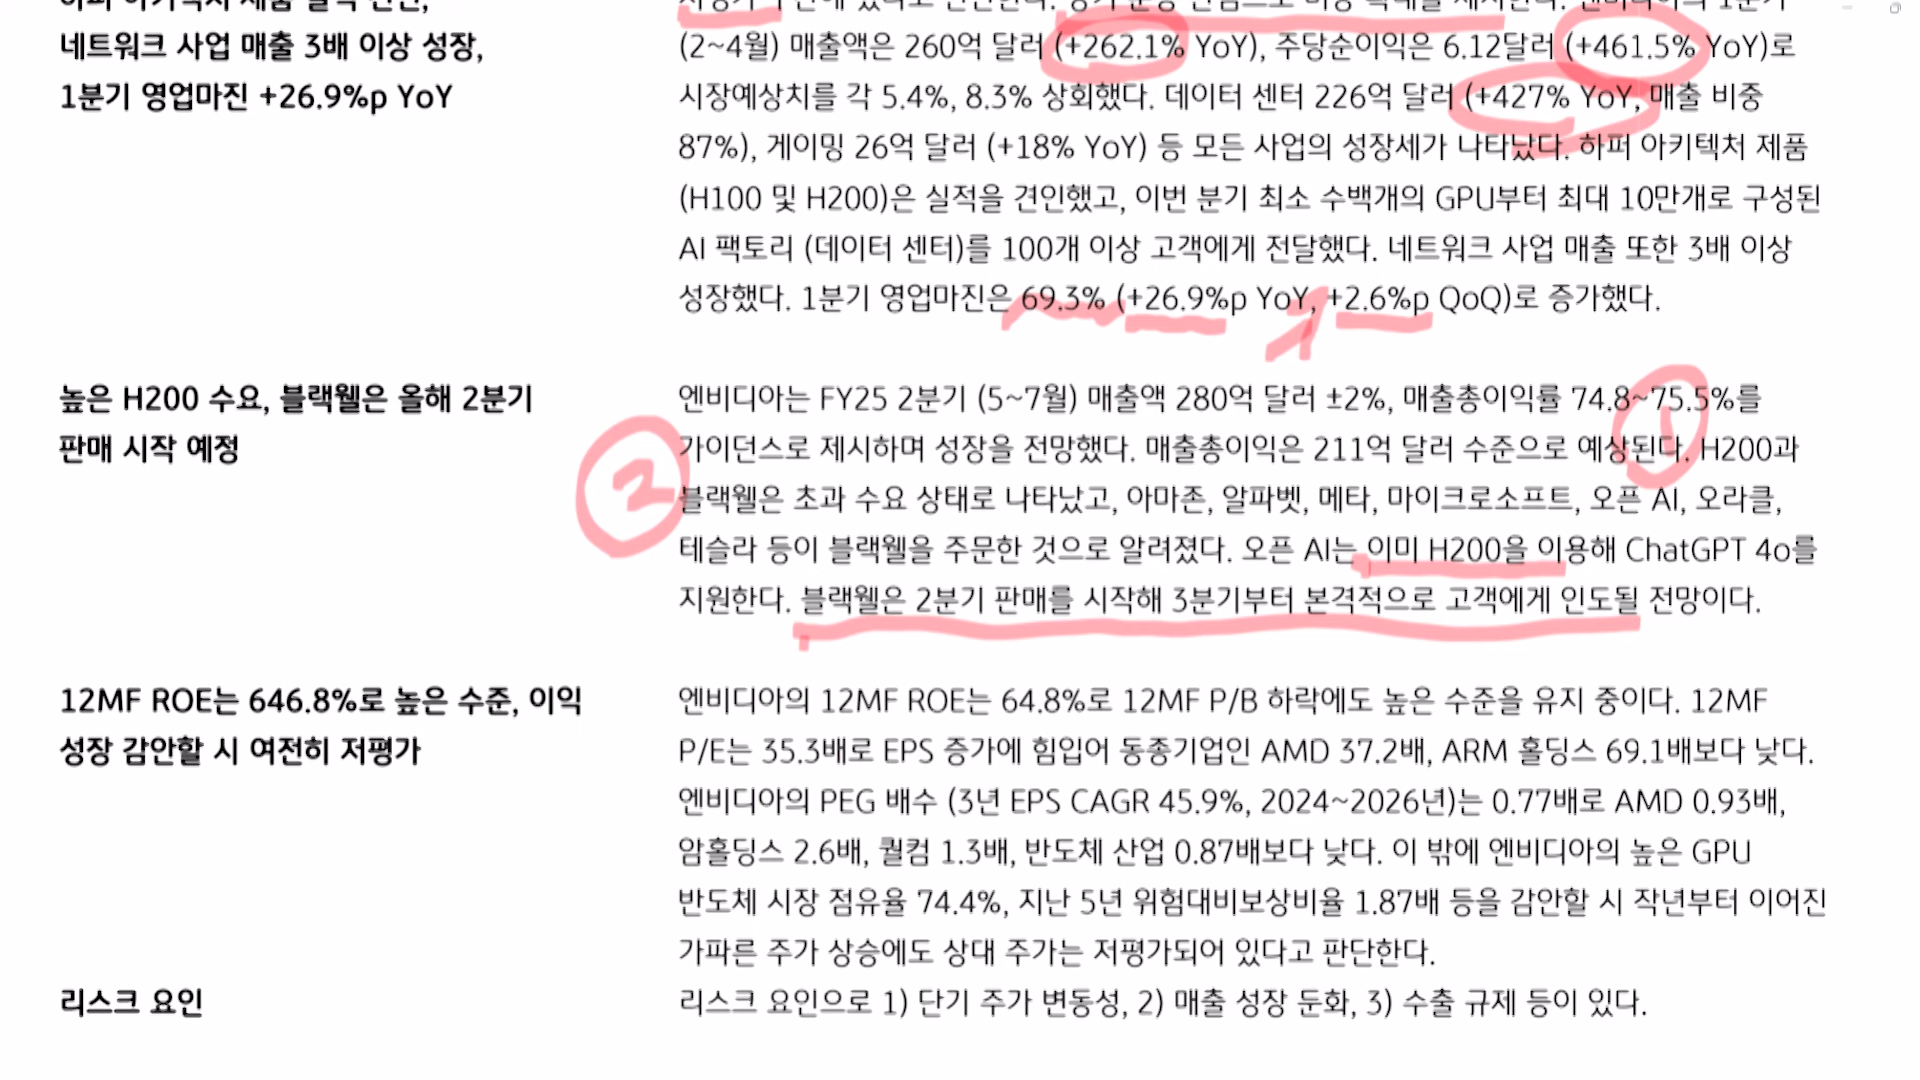 네트워크 사업 매출 3배 이상 성장,
1분기 영업마진 +26.9%p YoY
(2~4월) 매출액은 260억 달러 (+262.1% YoY), 주당순이익은 6.12달러 (+461.5% YoY)로
시장예상치를 각 5.4%, 8.3% 상회했다. 데이터 센터 226억 달러 (+427% YoY, 매출 비중
87%), 게이밍 26억 달러 (+18% YoY) 등 모든 사업의 성장세가 나타났다. 하퍼 아키텍처 제품
(H100 및 H200)은 실적을 견인했고, 이번 분기 최소 수백개의 GPU부터 최대 10만개로 구성된
AI 팩토리 (데이터 센터)를 100개 이상 고객에게 전달했다. 네트워크 사업 매출 또한 3배 이상
성장했다. 1분기 영업마진은 69.3% (+26.9%p YoY, +2.6%p QoQ)로 증가했다.
높은 H200 수요, 블랙웰은 올해 2분기
판매 시작 예정
엔비디아는 FY25 2분기 (5~7월) 매출액 280억 달러 ±2%, 매출총이익률 74.8~75.5%를
가이던스로 제시하며 성장을 전망했다. 매출총이익은 211억 달러 수준으로 예상된다. H200과
블랙웰은 초과 수요 상태로 나타났고, 아마존, 알파벳, 메타, 마이크로소프트, 오픈 AI, 오라클,
테슬라 등이 블랙웰을 주문한 것으로 알려졌다. 오픈 AI는 이미 H200을 이용해 ChatGPT 4o를
지원한다. 블랙웰은 2분기 판매를 시작해 3분기부터 본격적으로 고객에게 인도될 전망이다.
1
2
12MF ROE는 646.8%로 높은 수준, 이익
성장 감안할 시 여전히 저평가
엔비디아의 12MF ROE는 64.8%로 12MF P/B 하락에도 높은 수준을 유지 중이다. 12MF
P/E는 35.3배로 EPS 증가에 힘입어 동종기업인 AMD 37.2배, ARM 홀딩스 69.1배보다 낮다.
엔비디아의 PEG 배수 (3년 EPS CAGR 45.9%, 2024~2026년)는 0.77배로 AMD 0.93배,
암홀딩스 2.6배, 퀄컴 1.3배, 반도체 산업 0.87배보다 낮다. 이 밖에 엔비디아의 높은 GPU
반도체 시장 점유율 74.4%, 지난 5년 위험대비보상비율 1.87배 등을 감안할 시 작년부터 이어진
가파른 주가 상승에도 상대 주가는 저평가되어 있다고 판단한다.
리스크 요인
리스크 요인으로 1) 단기 주가 변동성, 2) 매출 성장 둔화, 3) 수출 규제 등이 있다.